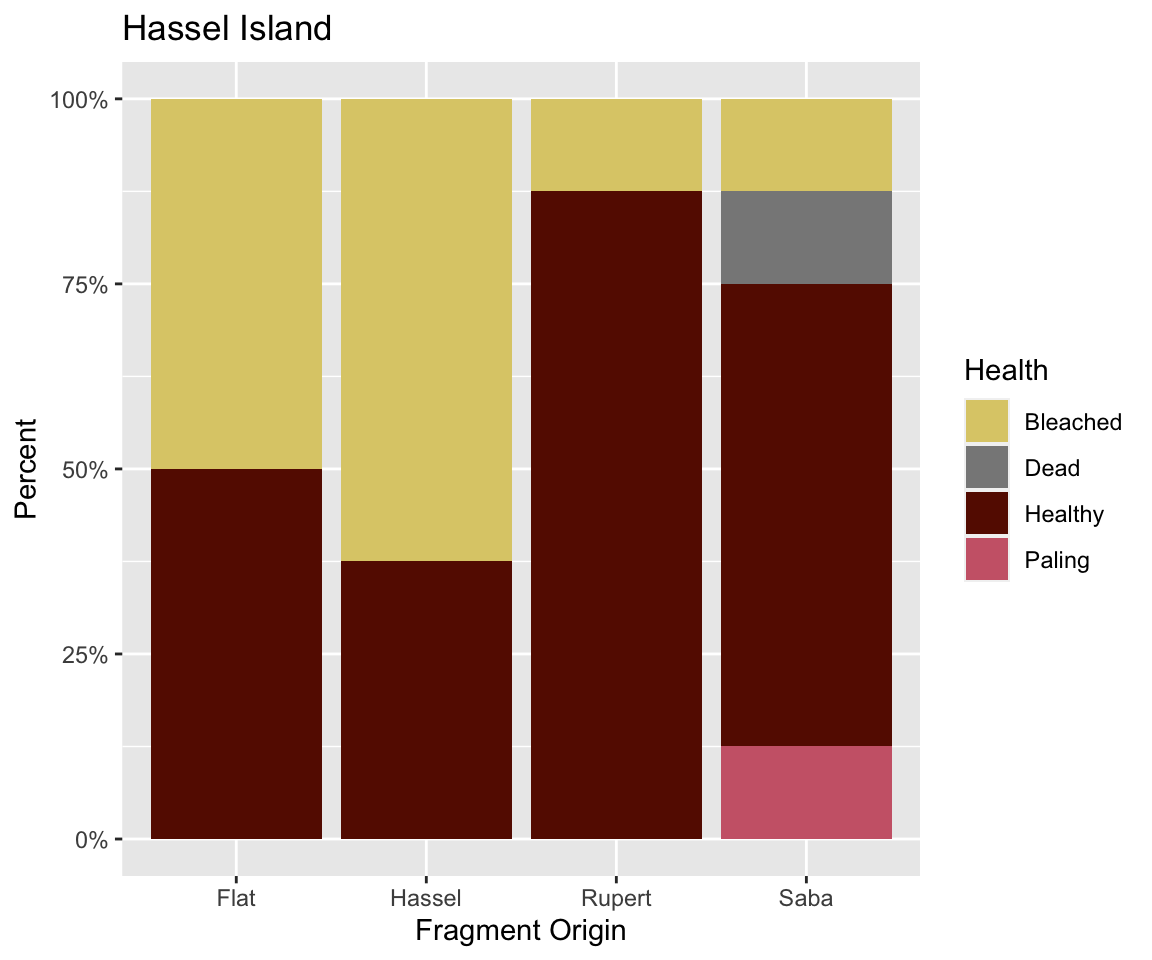 Hassel Island
100%
75%
50%
25%
0%
Percent
Flat Hassel Rupert Saba
Fragment Origin
Health
Bleached
Dead
Healthy
Paling